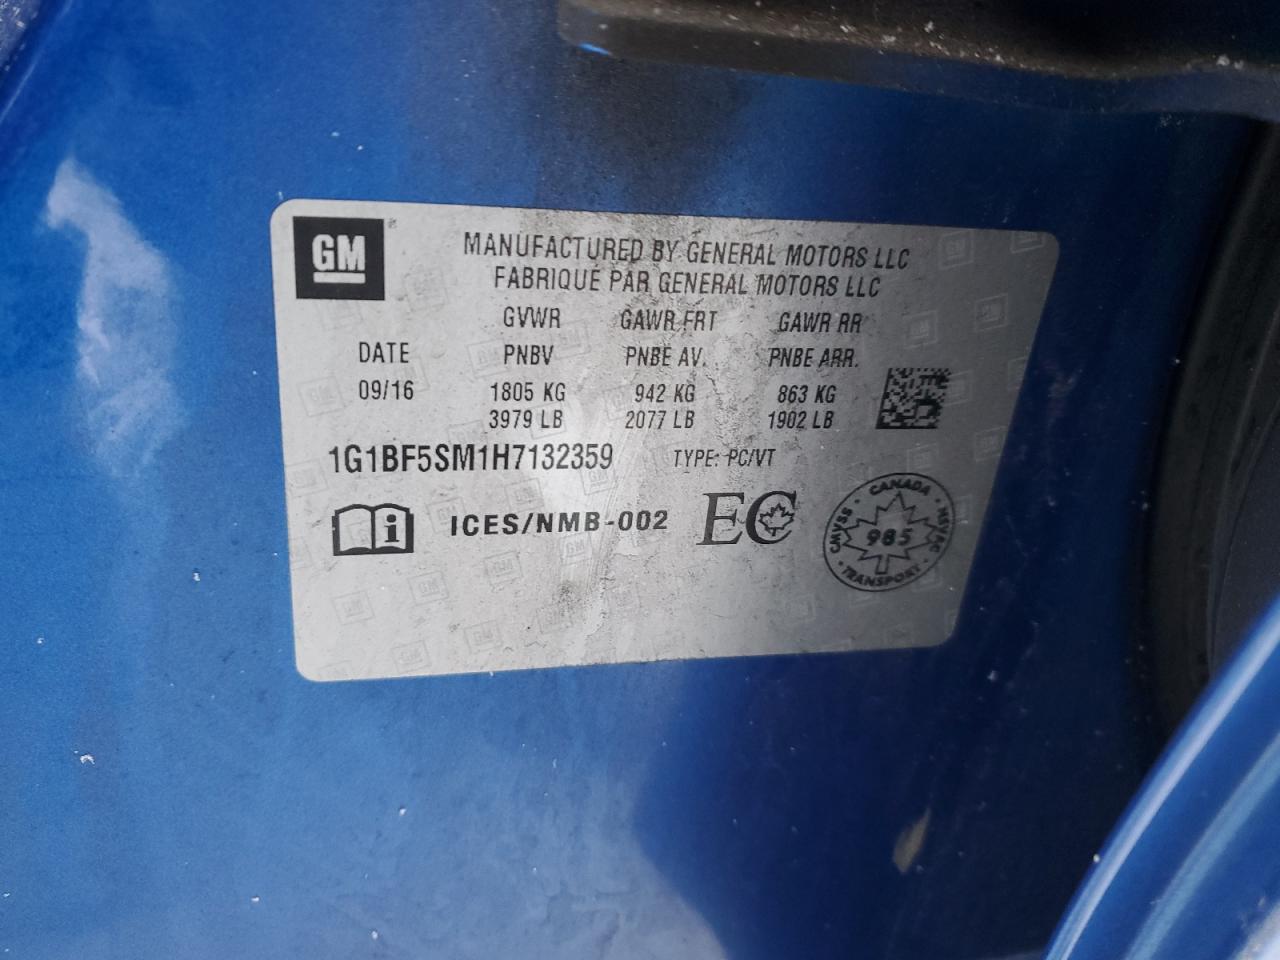 GM ®
MANUFACTURED BY GENERAL MOTORS LLC
FABRIQUÉ PAR GENERAL MOTORS LLC
GVWR GAWR FRT GAWR RR
DATE PNBV PNBE AV. PNBE ARR.
09/16 1805 KG 942 KG 863 KG
3979 LB 2077 LB 1902 LB
1G1BF5SM1H7132359 TYPE: PC/VT
i ICES/NMB-002 EC
CANADA
CMVSS · 985 · NSVAC
TRANSPORT